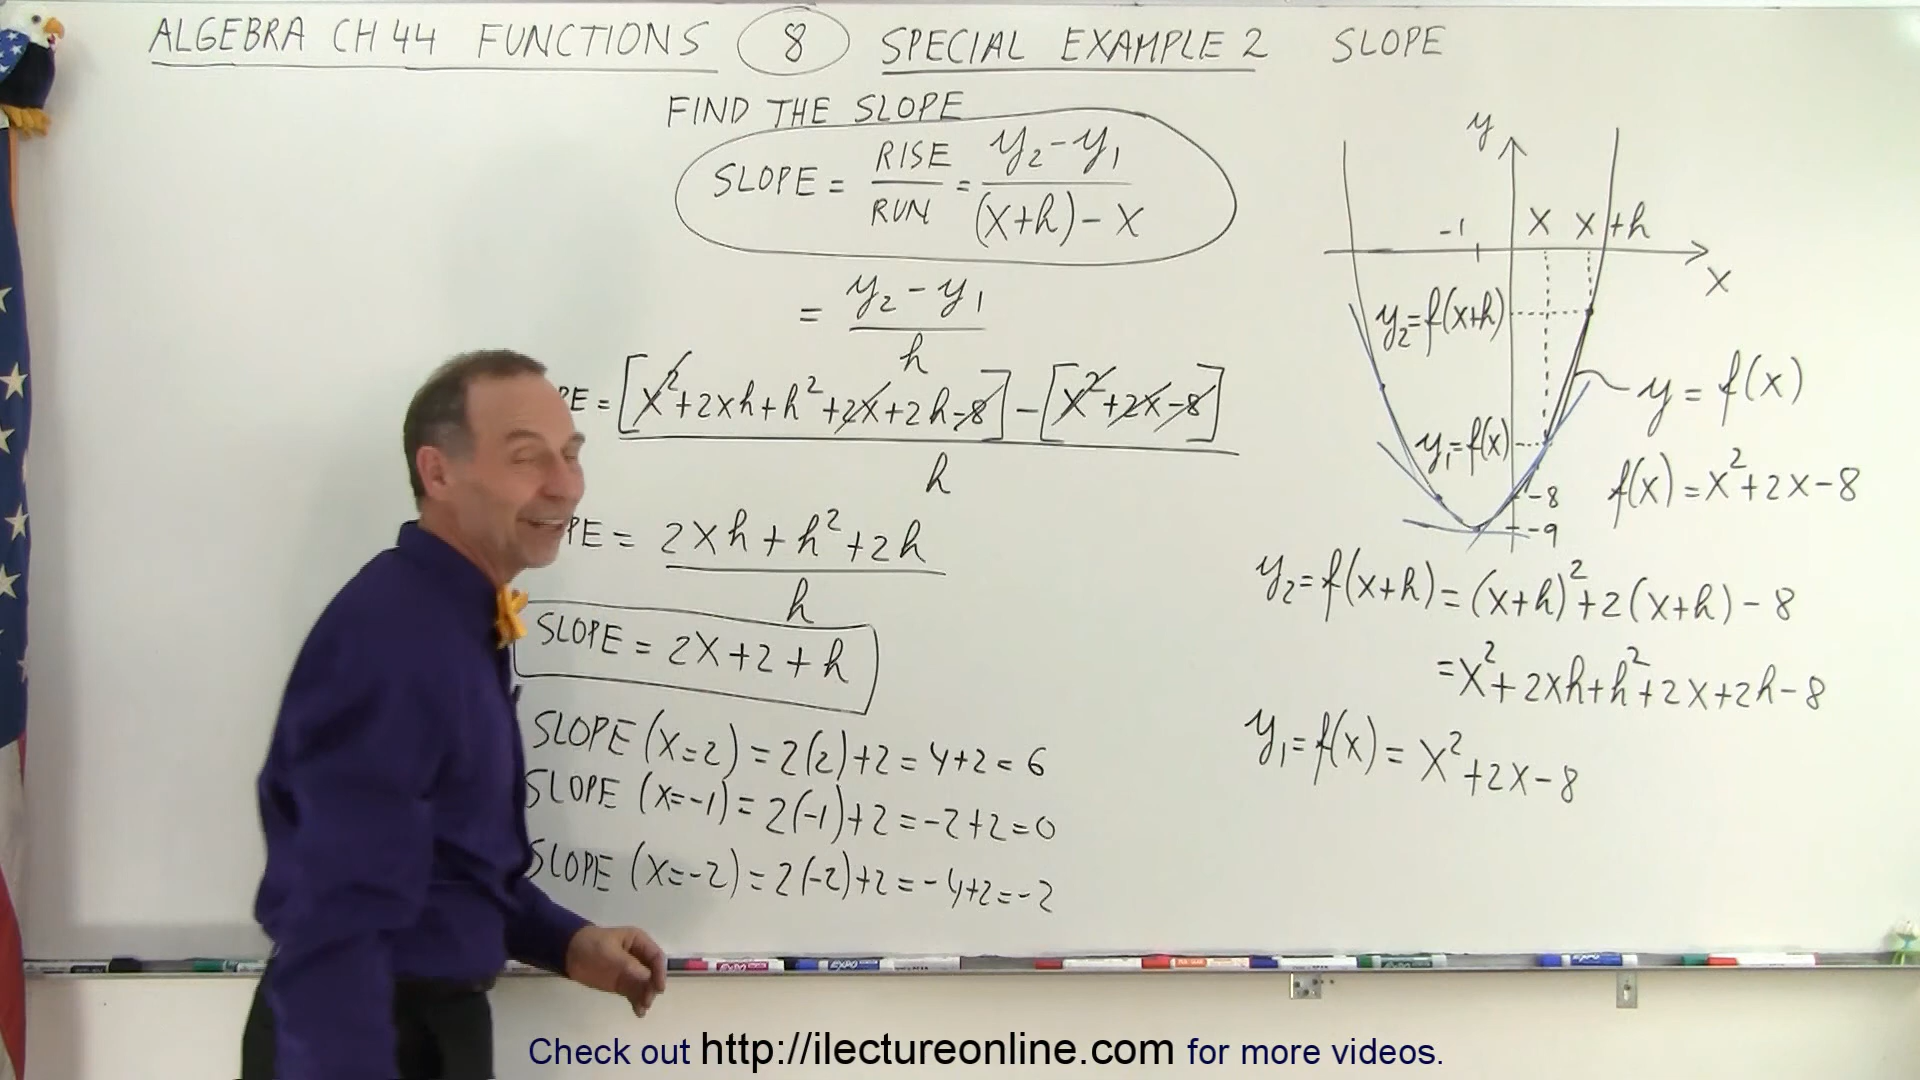 ALGEBRA CH 44 FUNCTIONS 8 SPECIAL EXAMPLE 2 SLOPE
FIND THE SLOPE
SLOPE = RISE/RUN = (y₂-y₁)/((x+h)-x)
= (y₂-y₁)/h
PE = ([x²+2xh+h²+2x+2h-8] - [x²+2x-8])/h
PE = (2xh+h²+2h)/h
SLOPE = 2x+2+h
SLOPE (x=2) = 2(2)+2 = 4+2 = 6
SLOPE (x=-1) = 2(-1)+2 = -2+2 = 0
SLOPE (x=-2) = 2(-2)+2 = -4+2 = -2
y
-1 x x+h
x
y₂=f(x+h)
y₁=f(x)
y = f(x)
f(x) = x²+2x-8
-8
-9
y₂=f(x+h) = (x+h)²+2(x+h)-8
= x²+2xh+h²+2x+2h-8
y₁=f(x) = x²+2x-8
Check out http://ilectureonline.com for more videos.